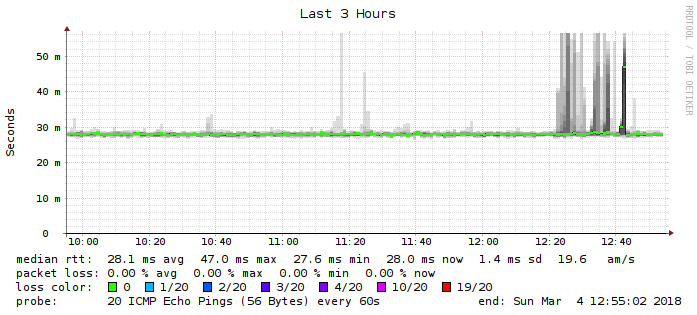 Last 3 Hours
RRDTOOL / TOBI OETIKER
Seconds
50 m
40 m
30 m
20 m
10 m
0
10:00 10:20 10:40 11:00 11:20 11:40 12:00 12:20 12:40
median rtt: 28.1 ms avg 47.0 ms max 27.6 ms min 28.0 ms now 1.4 ms sd 19.6 am/s
packet loss: 0.00 % avg 0.00 % max 0.00 % min 0.00 % now
loss color: 0 1/20 2/20 3/20 4/20 10/20 19/20
probe: 20 ICMP Echo Pings (56 Bytes) every 60s end: Sun Mar 4 12:55:02 2018